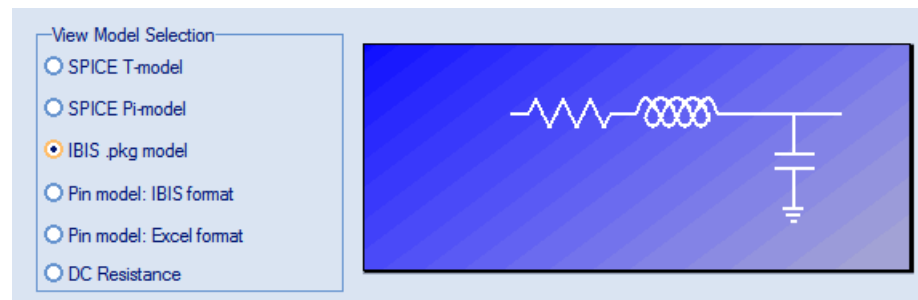 View Model Selection
SPICE T-model
SPICE Pi-model
IBIS .pkg model
Pin model: IBIS format
Pin model: Excel format
DC Resistance